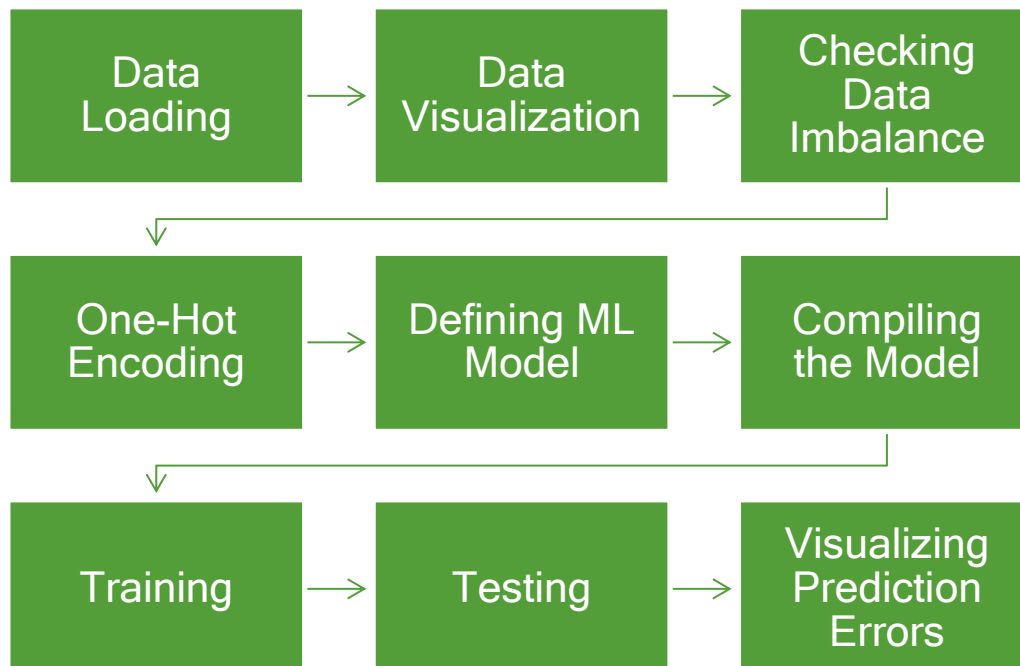 Data
Loading
Data
Visualization
Checking
Data
Imbalance
One-Hot
Encoding
Defining ML
Model
Compiling
the Model
Training
Testing
Visualizing
Prediction
Errors